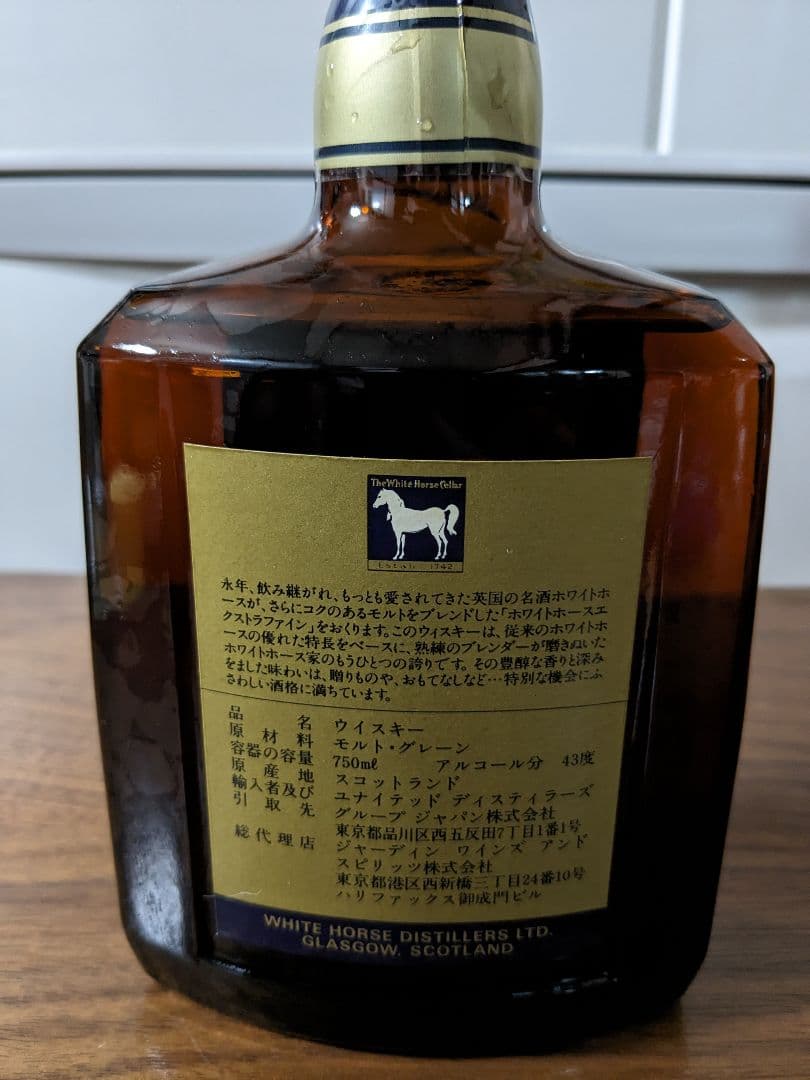 The White Horse Cellar
Estab 1742
永年、飲み継がれ、もっとも愛されてきた英国の名酒ホワイトホ
ースが、さらにコクのあるモルトをブレンドした「ホワイトホースエ
クストラファイン」をおくります。このウイスキーは、従来のホワイトホ
ースの優れた特長をベースに、熟練のブレンダーが磨きぬいた
ホワイトホース家のもうひとつの誇りです。その豊醇な香りと深み
をました味わいは、贈りものや、おもてなしなど…特別な機会にふ
さわしい酒格に満ちています。
品名 ウイスキー
原材料 モルト・グレーン
容器の容量 750mℓ アルコール分 43度
原産地 スコットランド
輸入者及び ユナイテッド ディスティラーズ
引取先 グループ ジャパン株式会社
東京都品川区西五反田7丁目1番1号
総代理店 ジャーディン ワインズ アンド
スピリッツ株式会社
東京都港区西新橋三丁目24番10号
ハリファックス御成門ビル
WHITE HORSE DISTILLERS LTD.
GLASGOW, SCOTLAND